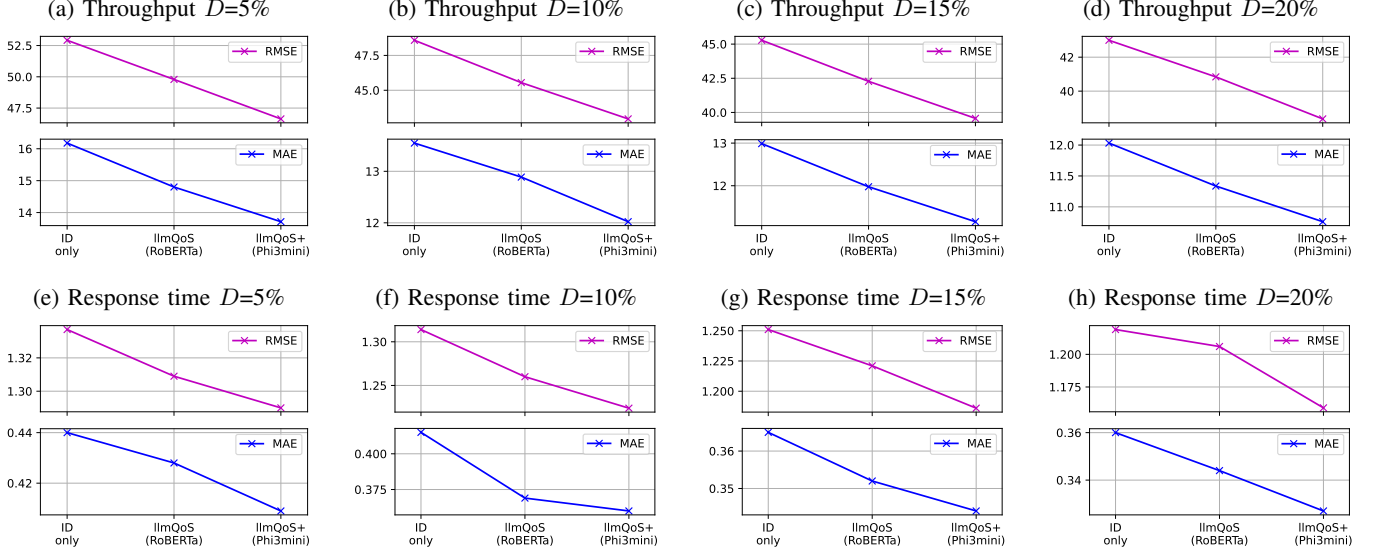 (a) Throughput D=5%
52.5
50.0
47.5
RMSE
16
15
14
MAE
ID
only
llmQoS
(RoBERTa)
llmQoS+
(Phi3mini)
(b) Throughput D=10%
47.5
45.0
RMSE
13
12
MAE
ID
only
llmQoS
(RoBERTa)
llmQoS+
(Phi3mini)
(c) Throughput D=15%
45.0
42.5
40.0
RMSE
13
12
MAE
ID
only
llmQoS
(RoBERTa)
llmQoS+
(Phi3mini)
(d) Throughput D=20%
42
40
RMSE
12.0
11.5
11.0
MAE
ID
only
llmQoS
(RoBERTa)
llmQoS+
(Phi3mini)
(e) Response time D=5%
1.32
1.30
RMSE
0.44
0.42
MAE
ID
only
llmQoS
(RoBERTa)
llmQoS+
(Phi3mini)
(f) Response time D=10%
1.30
1.25
RMSE
0.400
0.375
MAE
ID
only
llmQoS
(RoBERTa)
llmQoS+
(Phi3mini)
(g) Response time D=15%
1.250
1.225
1.200
RMSE
0.36
0.35
MAE
ID
only
llmQoS
(RoBERTa)
llmQoS+
(Phi3mini)
(h) Response time D=20%
1.200
1.175
RMSE
0.36
0.34
MAE
ID
only
llmQoS
(RoBERTa)
llmQoS+
(Phi3mini)